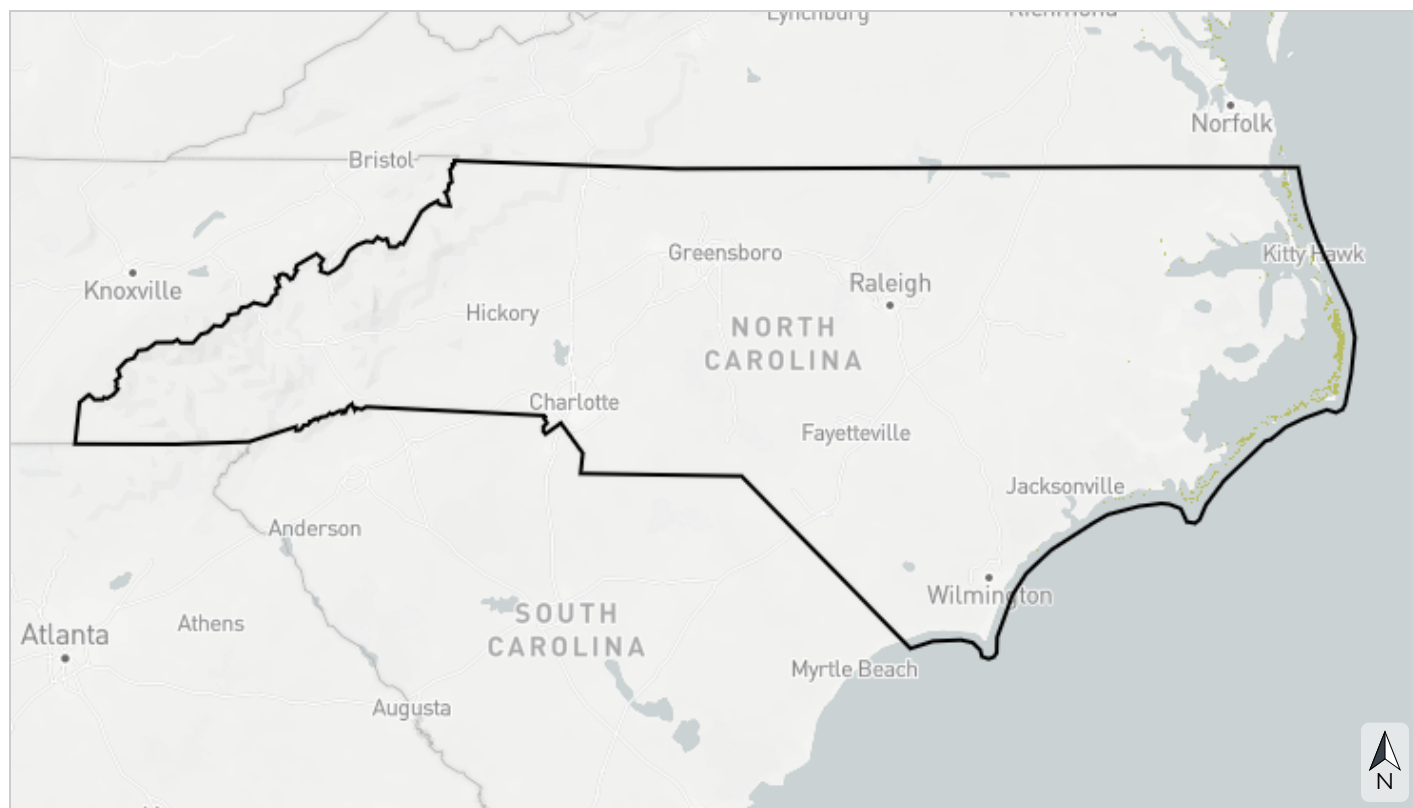 Lynchburg
Richmond
Norfolk
Bristol
Greensboro
Kitty Hawk
Knoxville
Raleigh
Hickory
NORTH
CAROLINA
Charlotte
Fayetteville
Jacksonville
Anderson
Wilmington
SOUTH
CAROLINA
Athens
Atlanta
Myrtle Beach
Augusta
N